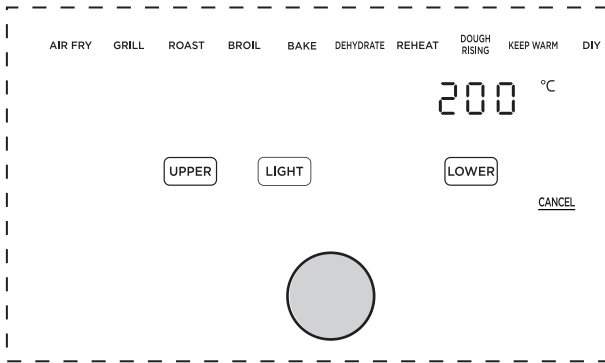 AIR FRY GRILL ROAST BROIL BAKE DEHYDRATE REHEAT DOUGH RISING KEEP WARM DIY
200 °C
UPPER LIGHT LOWER
CANCEL